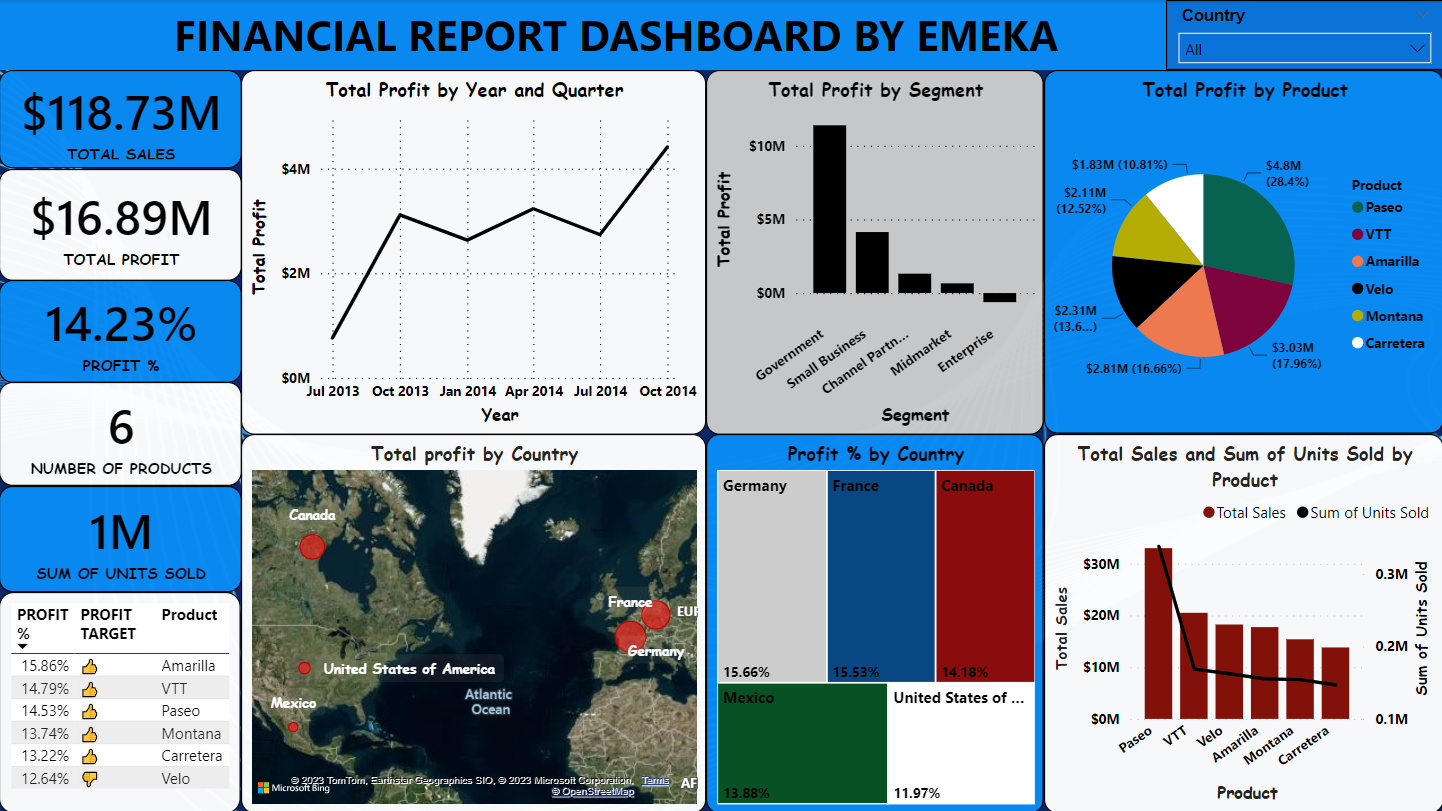 FINANCIAL REPORT DASHBOARD BY EMEKA
Country
All
$118.73M
TOTAL SALES
$16.89M
TOTAL PROFIT
14.23%
PROFIT %
6
NUMBER OF PRODUCTS
1M
SUM OF UNITS SOLD
PROFIT % PROFIT TARGET Product
15.86% Amarilla
14.79% VTT
14.53% Paseo
13.74% Montana
13.22% Carretera
12.64% Velo
Total Profit by Year and Quarter
Total Profit
$4M
$2M
$0M
Jul 2013 Oct 2013 Jan 2014 Apr 2014 Jul 2014 Oct 2014
Year
Total Profit by Segment
Total Profit
$10M
$5M
$0M
Government
Small Business
Channel Partn...
Midmarket
Enterprise
Segment
Total Profit by Product
$1.83M (10.81%)
$4.8M
(28.4%)
$2.11M
(12.52%)
$2.31M
(13.6...)
$2.81M (16.66%)
$3.03M
(17.96%)
Product
Paseo
VTT
Amarilla
Velo
Montana
Carretera
Total profit by Country
Canada
France
EUR
Germany
United States of America
Mexico
Atlantic
Ocean
AF
Microsoft Bing
© 2023 TomTom, Earthstar Geographics SIO, © 2023 Microsoft Corporation, Terms
© OpenStreetMap
Profit % by Country
Germany
15.66%
France
15.53%
Canada
14.18%
Mexico
13.88%
United States of ...
11.97%
Total Sales and Sum of Units Sold by
Product
Total Sales Sum of Units Sold
Total Sales
$30M
$20M
$10M
$0M
Sum of Units Sold
0.3M
0.2M
0.1M
Paseo
VTT
Velo
Amarilla
Montana
Carretera
Product